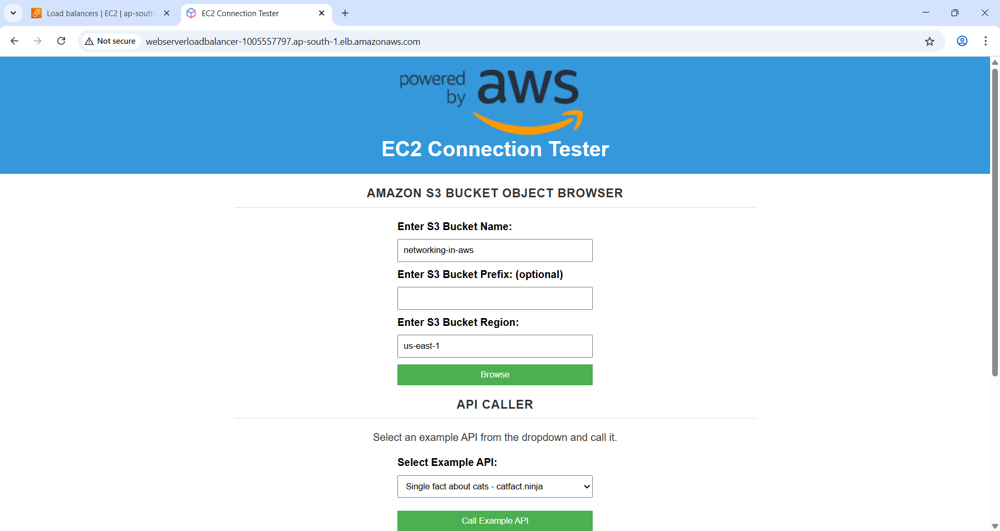 Load balancers | EC2 | ap-south
EC2 Connection Tester
Not secure
webserverloadbalancer-1005557797.ap-south-1.elb.amazonaws.com
powered
by
aws
EC2 Connection Tester
AMAZON S3 BUCKET OBJECT BROWSER
Enter S3 Bucket Name:
networking-in-aws
Enter S3 Bucket Prefix: (optional)
Enter S3 Bucket Region:
us-east-1
Browse
API CALLER
Select an example API from the dropdown and call it.
Select Example API:
Single fact about cats - catfact.ninja
Call Example API